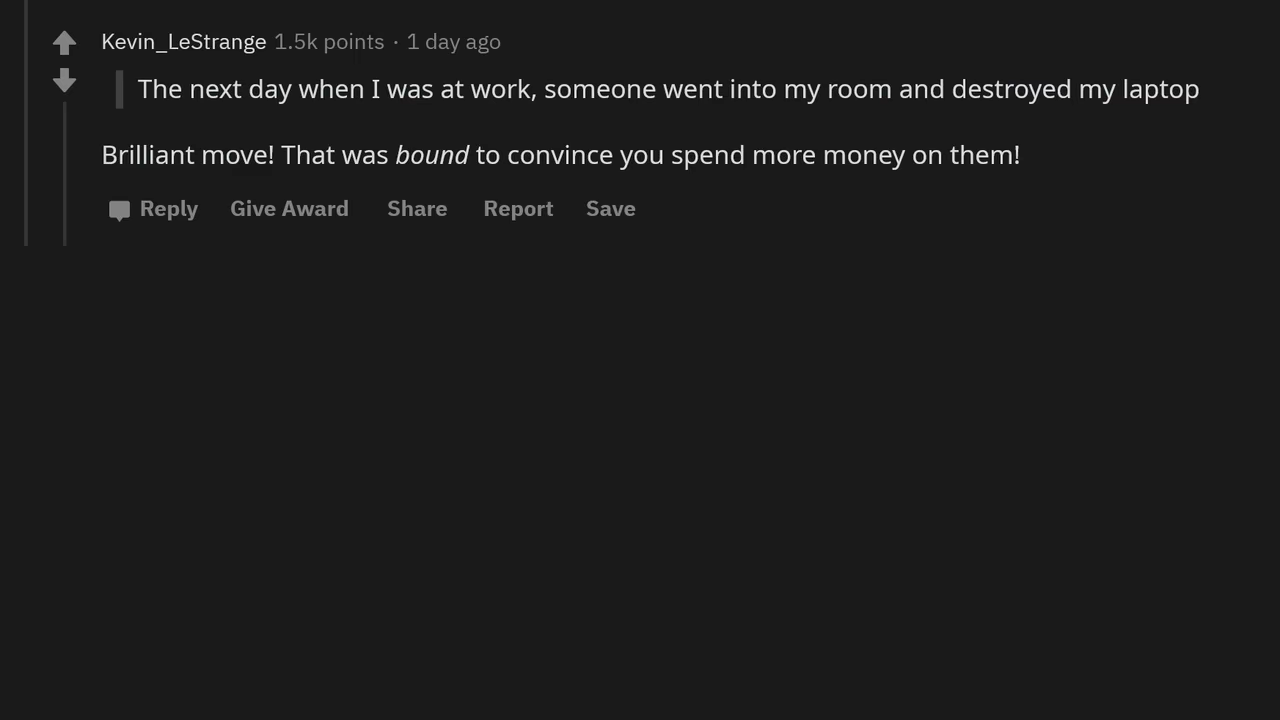 Kevin_LeStrange 1.5k points · 1 day ago
The next day when I was at work, someone went into my room and destroyed my laptop
Brilliant move! That was bound to convince you spend more money on them!
Reply Give Award Share Report Save